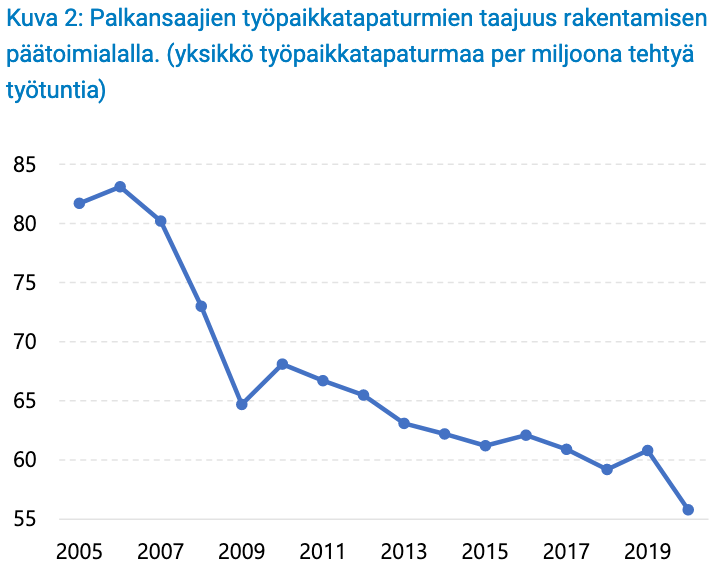 Kuva 2: Palkansaajien työpaikkatapaturmien taajuus rakentamisen
päätoimialalla. (yksikkö työpaikkatapaturmaa per miljoona tehtyä
työtuntia)
85
80
75
70
65
60
55
2005 2007 2009 2011 2013 2015 2017 2019